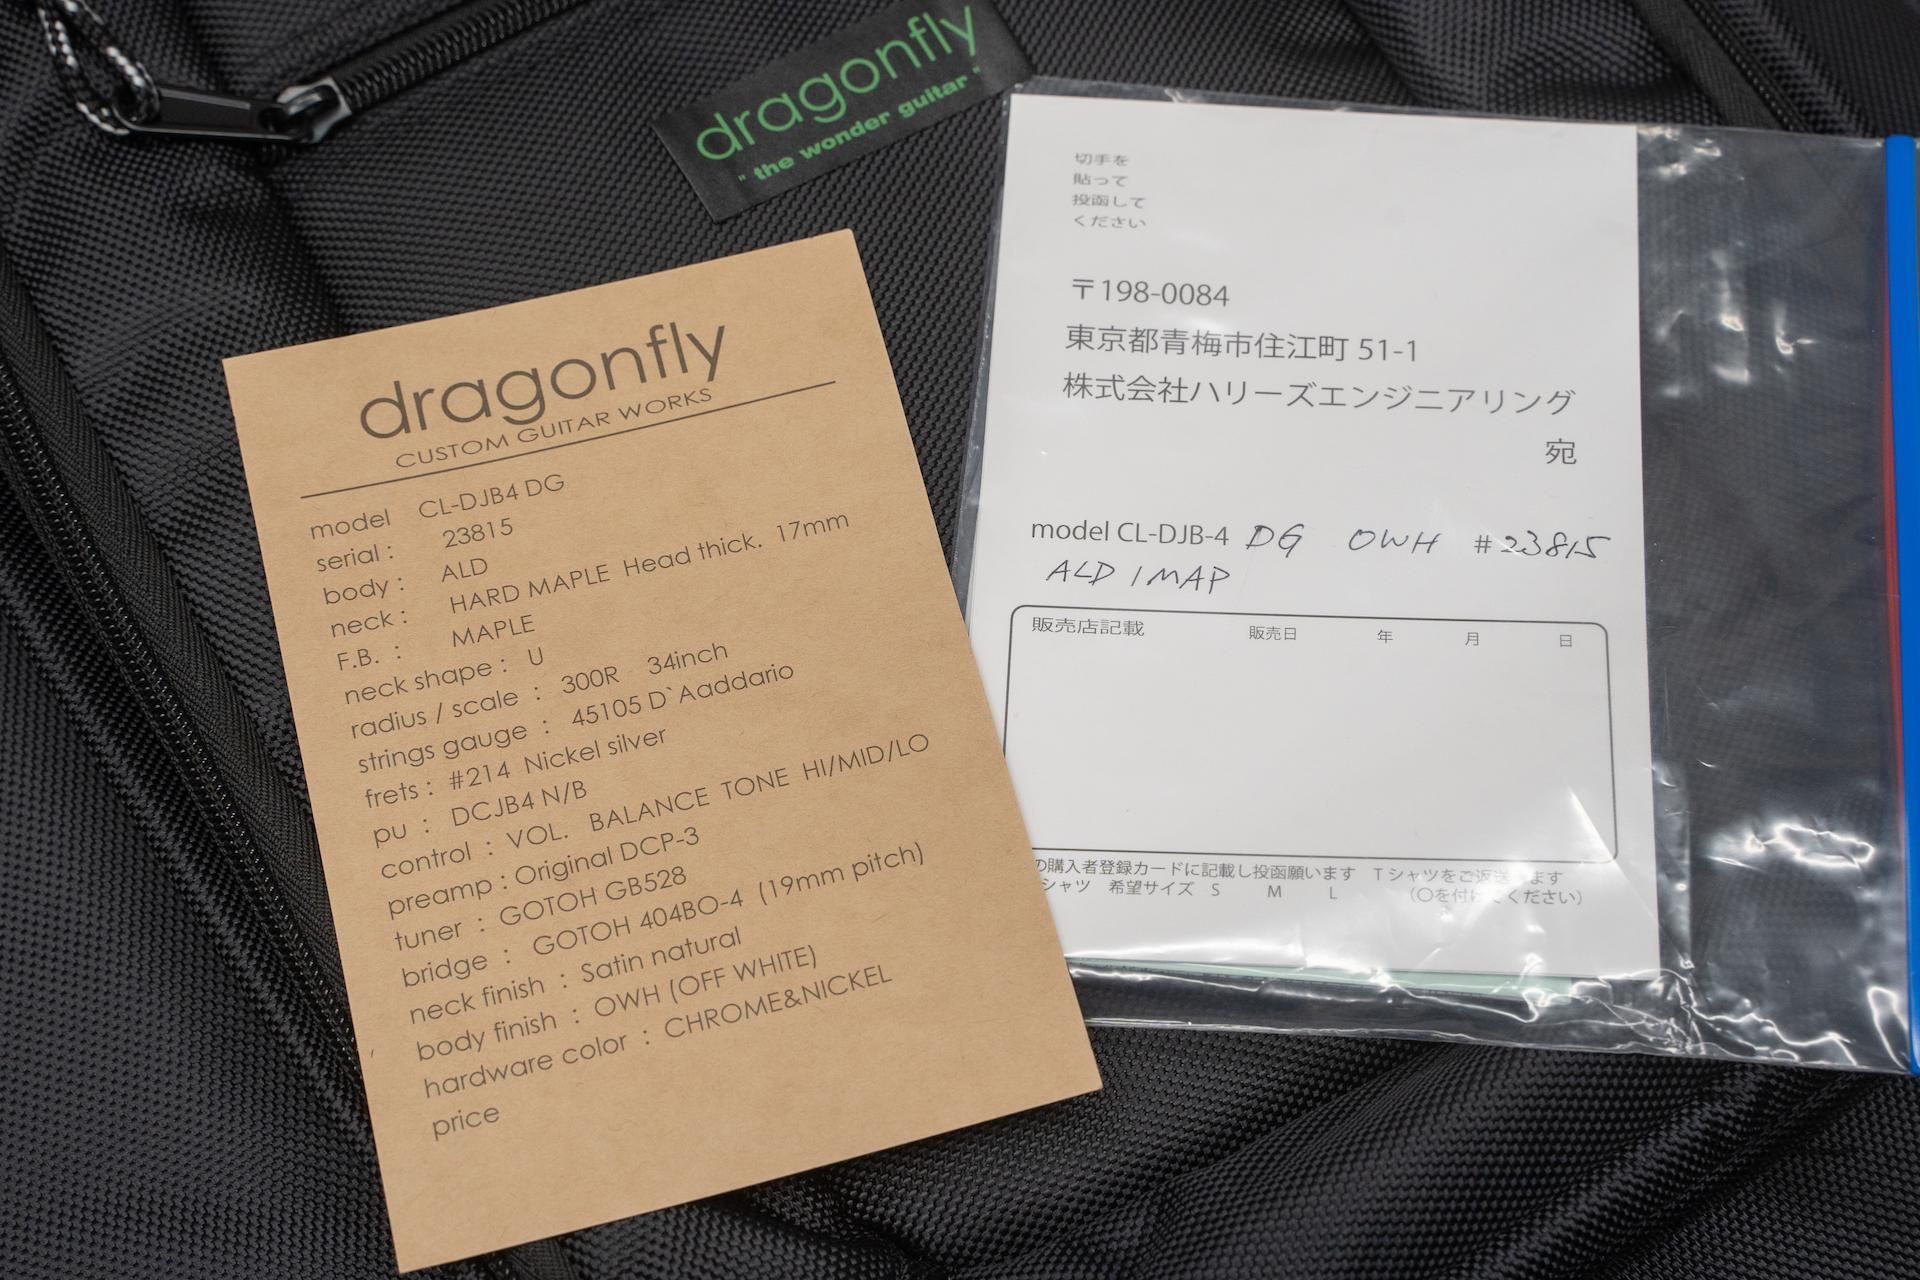 dragonfly
" the wonder guitar "
dragonfly
CUSTOM GUITAR WORKS
model CL-DJB4 DG
serial : 23815
body : ALD
neck : HARD MAPLE Head thick. 17mm
F.B. : MAPLE
neck shape : U
radius / scale : 300R 34inch
strings gauge : 45105 D`Aaddario
frets : #214 Nickel silver
pu : DCJB4 N/B
control : VOL. BALANCE TONE HI/MID/LO
preamp : Original DCP-3
tuner : GOTOH GB528
bridge : GOTOH 404BO-4 (19mm pitch)
neck finish : Satin natural
body finish : OWH (OFF WHITE)
hardware color : CHROME&NICKEL
price
切手を
貼って
投函して
ください
〒198-0084
東京都青梅市住江町 51-1
株式会社ハリーズエンジニアリング
宛
model CL-DJB-4 DG OWH #23815
ALD / MAP
販売店記載 販売日 年 月 日
の購入者登録カードに記載し投函願います Tシャツをご返送 ます
シャツ 希望サイズ S M L (〇を付けてください)